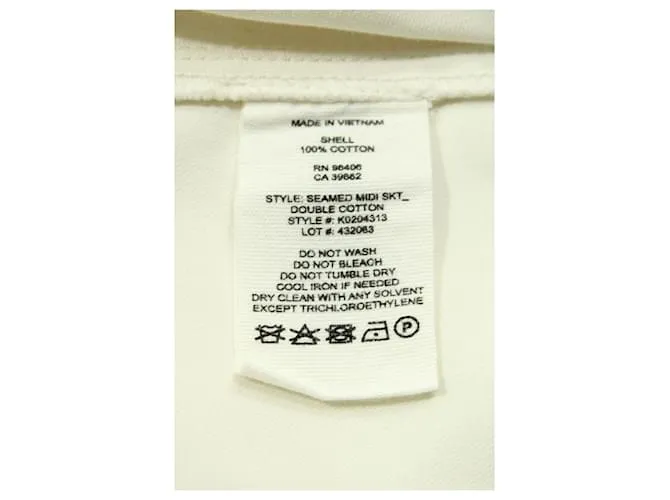 MADE IN VIETNAM
SHELL
100% COTTON
RN 96406
CA 39882
STYLE: SEAMED MIDI SKT_
DOUBLE COTTON
STYLE #: K0204313
LOT #: 432083
DO NOT WASH
DO NOT BLEACH
DO NOT TUMBLE DRY
COOL IRON IF NEEDED
DRY CLEAN WITH ANY SOLVENT
EXCEPT TRICHLOROETHYLENE
P